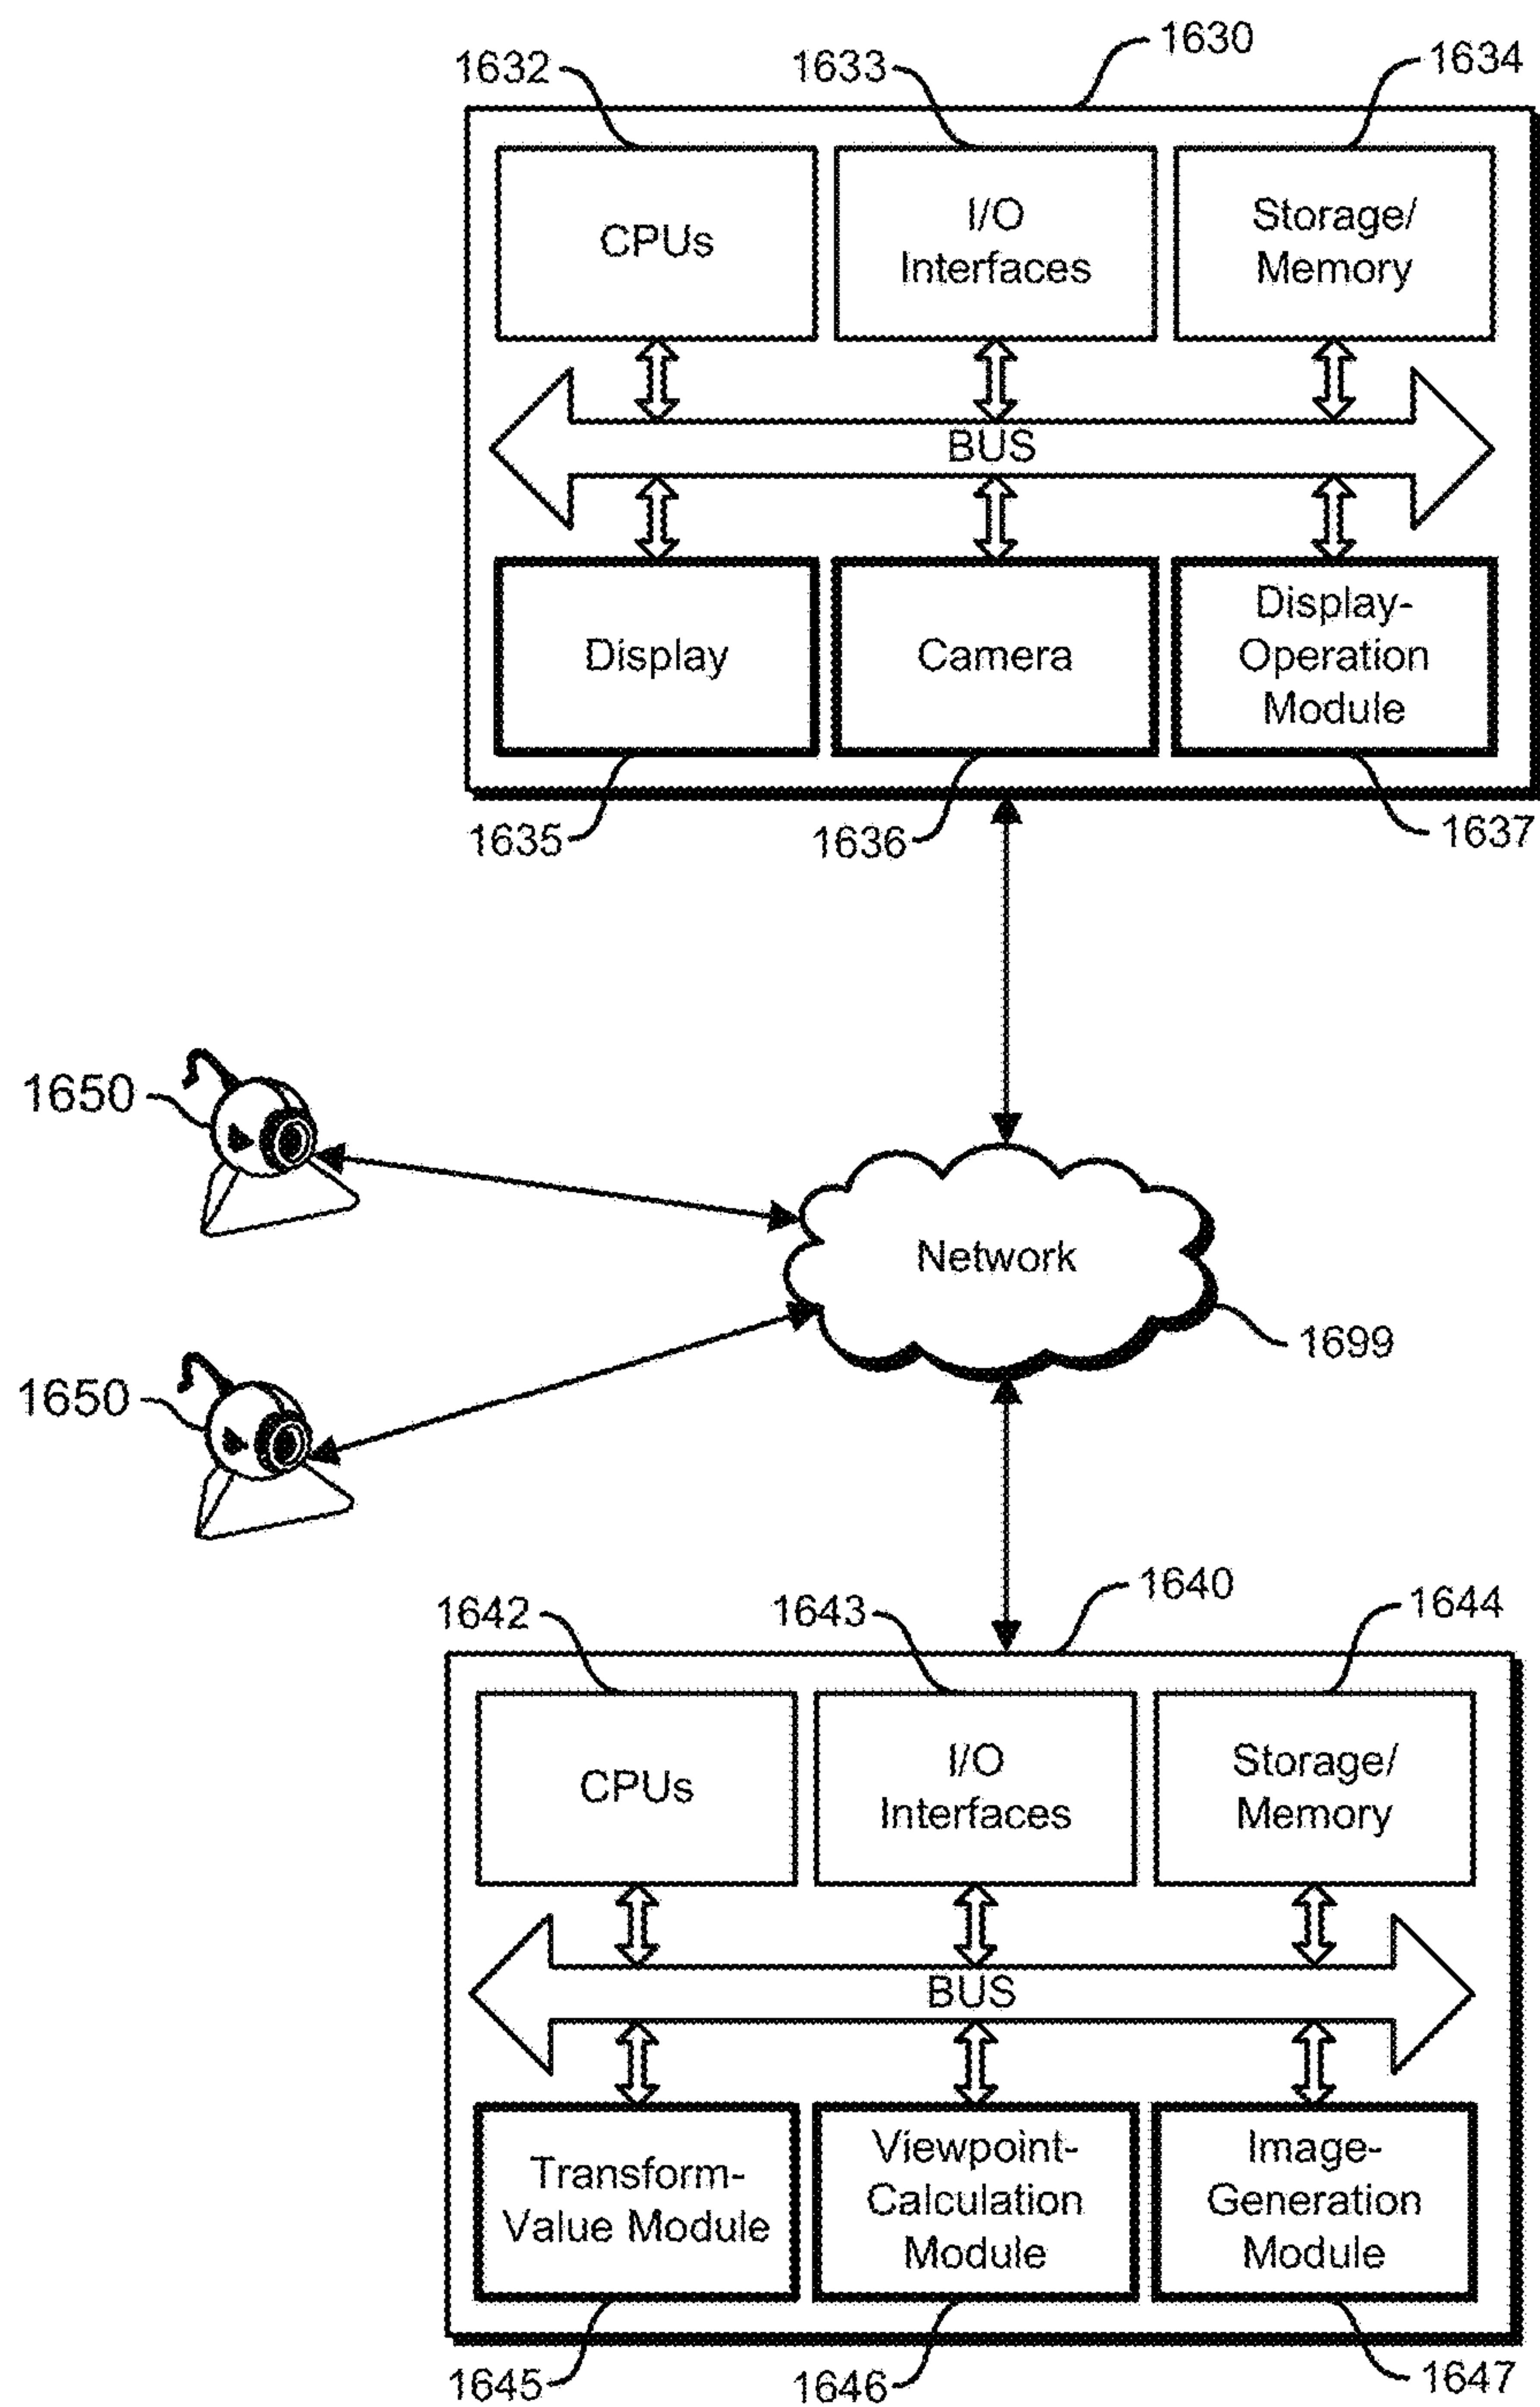 1630
1632
1633
1634
CPUs
I/O
Interfaces
Storage/
Memory
BUS
Display
Camera
Display-
Operation
Module
1635
1636
1637
1650
Network
1699
1650
1640
1642
1643
1644
CPUs
I/O
Interfaces
Storage/
Memory
BUS
Transform-
Value Module
Viewpoint-
Calculation
Module
Image-
Generation
Module
1645
1646
1647